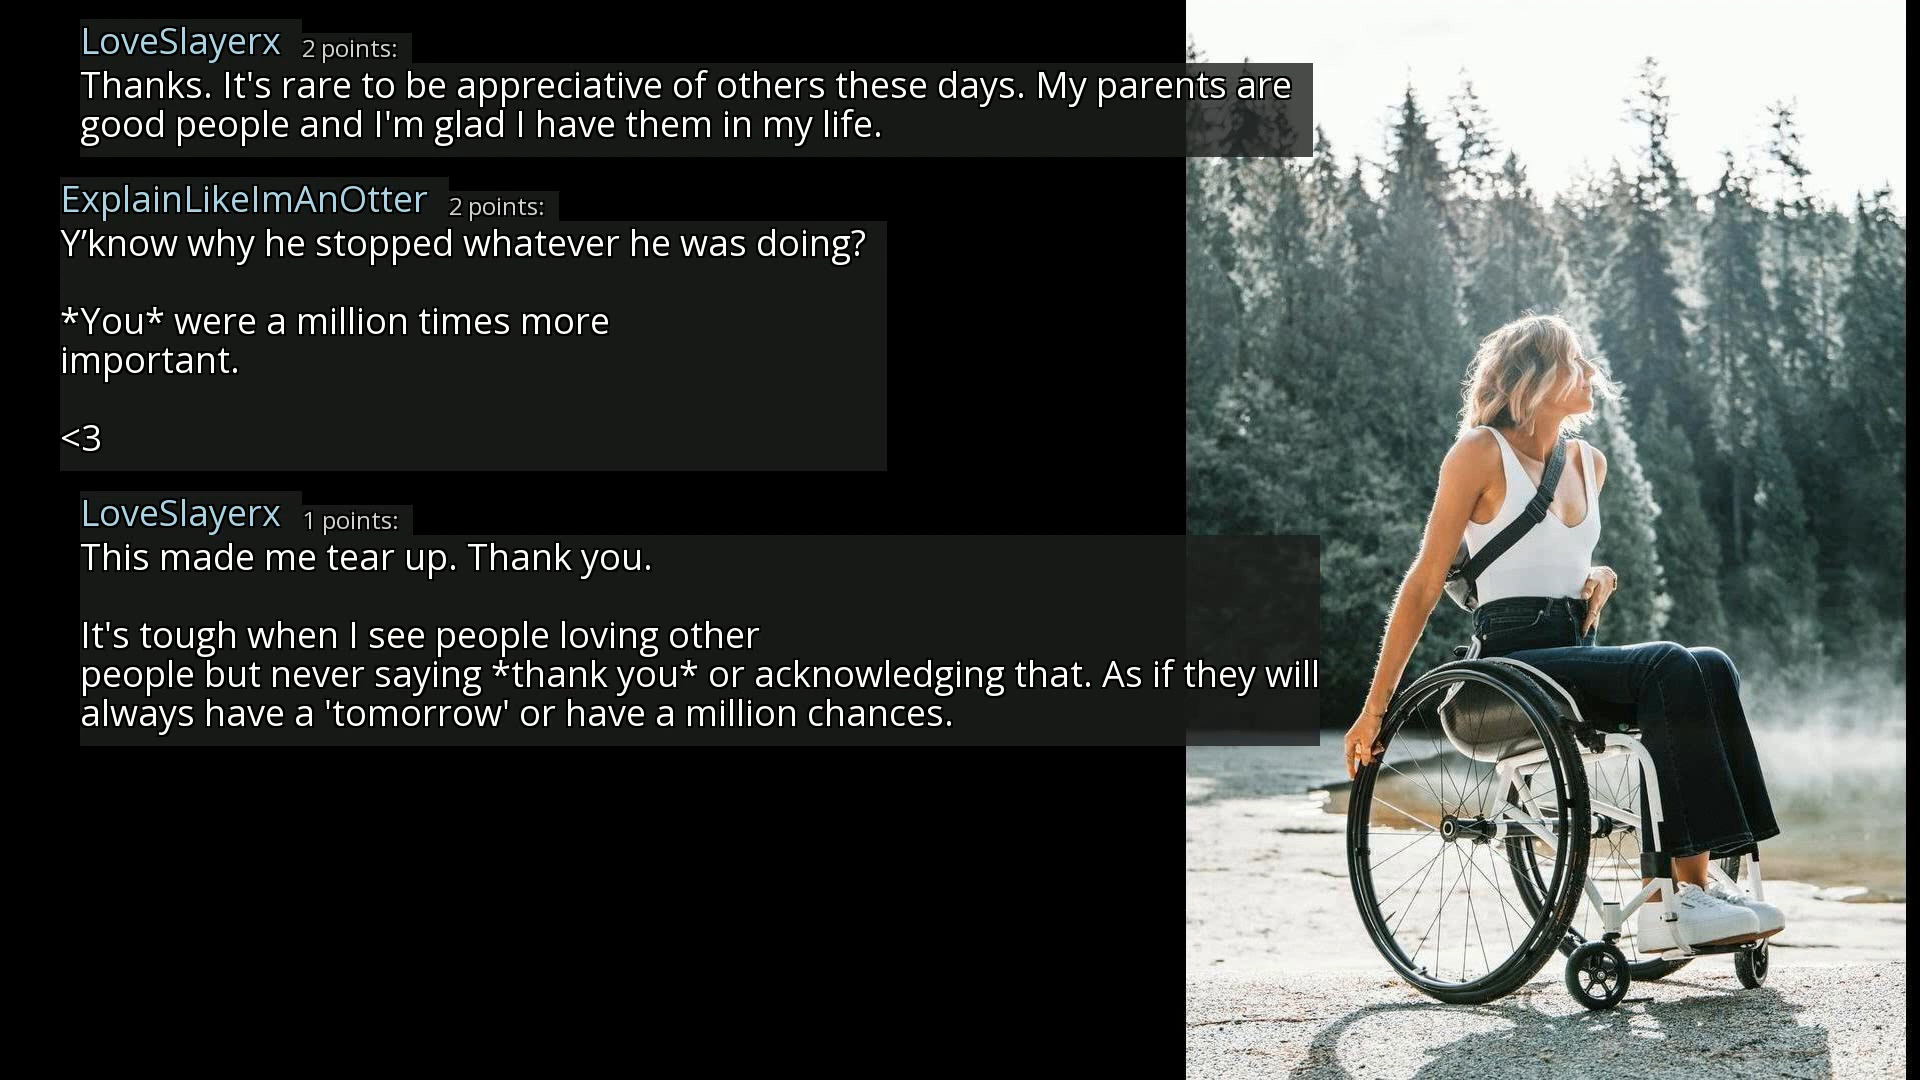 LoveSlayerx 2 points:
Thanks. It's rare to be appreciative of others these days. My parents are
good people and I'm glad I have them in my life.
ExplainLikeImAnOtter 2 points:
Y’know why he stopped whatever he was doing?
*You* were a million times more
important.
<3
LoveSlayerx 1 points:
This made me tear up. Thank you.
It's tough when I see people loving other
people but never saying *thank you* or acknowledging that. As if they will
always have a 'tomorrow' or have a million chances.